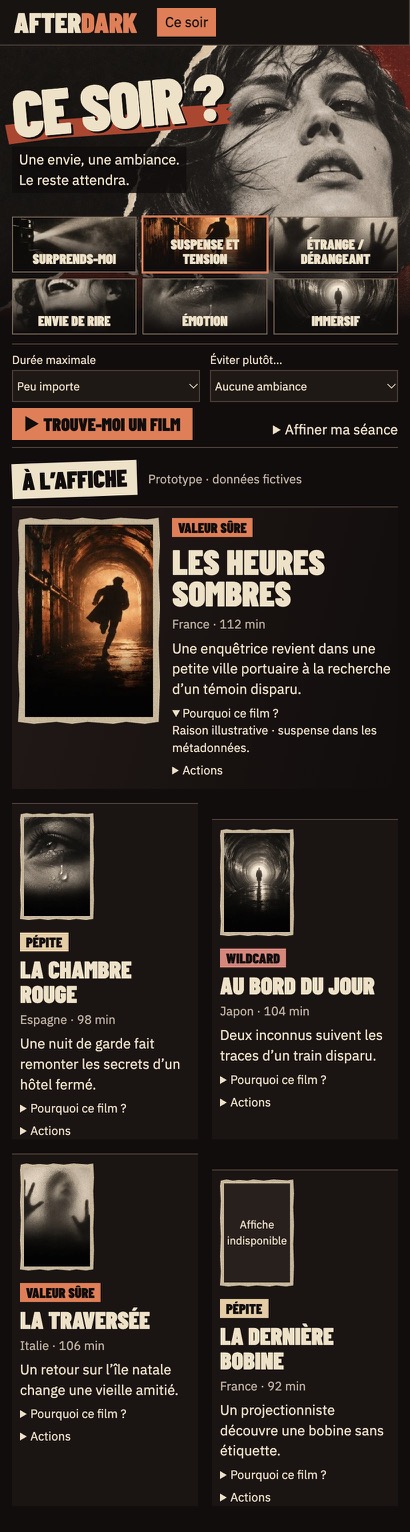 AFTERDARK
Ce soir
CE SOIR ?
Une envie, une ambiance.
Le reste attendra.
SURPRENDS-MOI
SUSPENSE ET
TENSION
ÉTRANGE /
DÉRANGEANT
ENVIE DE RIRE
ÉMOTION
IMMERSIF
Durée maximale
Éviter plutôt...
Peu importe
Aucune ambiance
▶ TROUVE-MOI UN FILM
▶ Affiner ma séance
À L'AFFICHE
Prototype · données fictives
VALEUR SÛRE
LES HEURES
SOMBRES
France · 112 min
Une enquêtrice revient dans une
petite ville portuaire à la recherche
d'un témoin disparu.
▼ Pourquoi ce film ?
Raison illustrative · suspense dans les
métadonnées.
▶ Actions
PÉPITE
LA CHAMBRE
ROUGE
Espagne · 98 min
Une nuit de garde fait
remonter les secrets d'un
hôtel fermé.
▶ Pourquoi ce film ?
▶ Actions
WILDCARD
AU BORD DU JOUR
Japon · 104 min
Deux inconnus suivent les
traces d'un train disparu.
▶ Pourquoi ce film ?
▶ Actions
VALEUR SÛRE
LA TRAVERSÉE
Italie · 106 min
Un retour sur l'île natale
change une vieille amitié.
▶ Pourquoi ce film ?
▶ Actions
Affiche
indisponible
PÉPITE
LA DERNIÈRE
BOBINE
France · 92 min
Un projectionniste
découvre une bobine sans
étiquette.
▶ Pourquoi ce film ?
▶ Actions